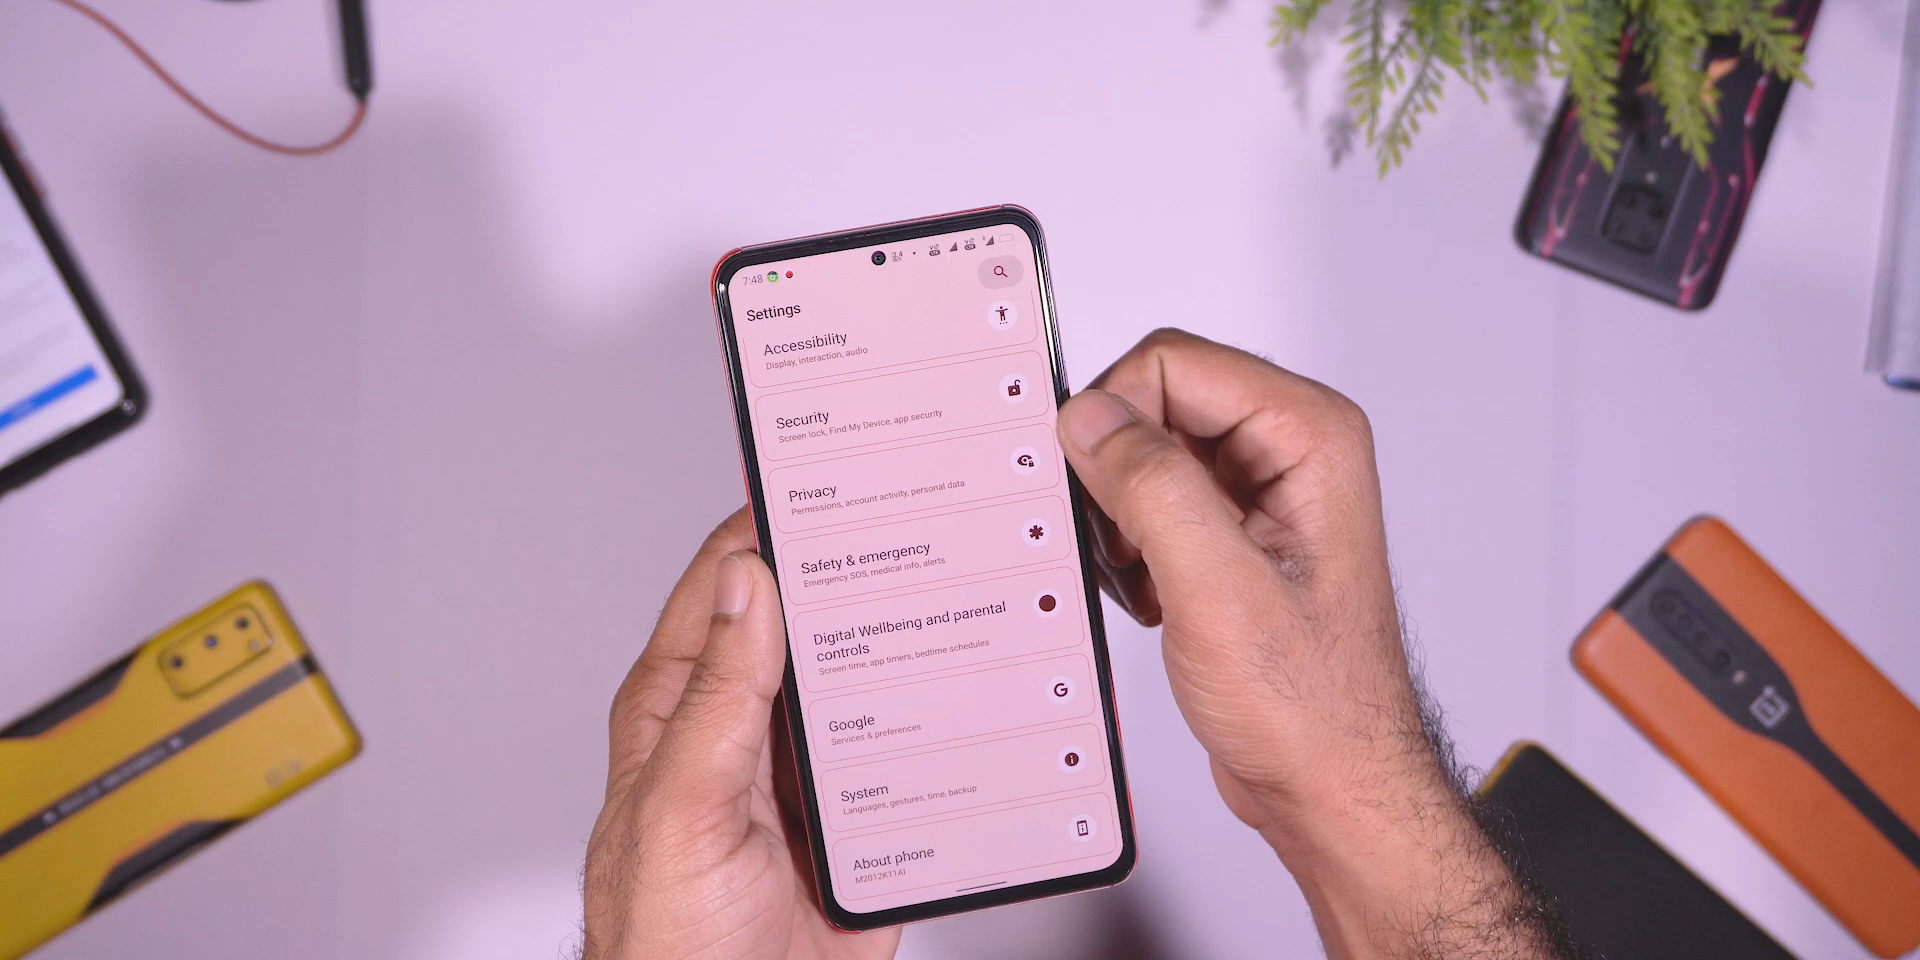 7:48
Settings
Accessibility
Display, interaction, audio
Security
Screen lock, Find My Device, app security
Privacy
Permissions, account activity, personal data
Safety & emergency
Emergency SOS, medical info, alerts
Digital Wellbeing and parental
controls
Screen time, app timers, bedtime schedules
Google
Services & preferences
System
Languages, gestures, time, backup
About phone
M2012K11AI